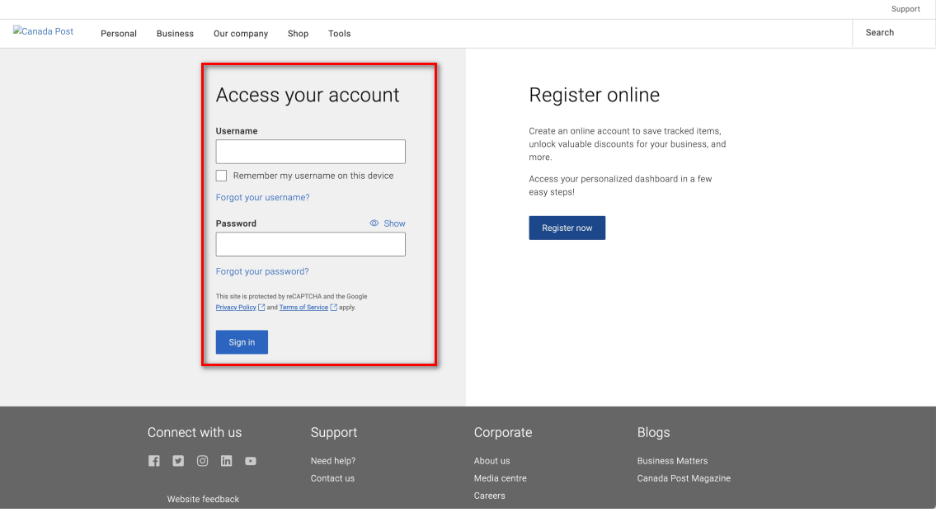 Support
Canada Post
Personal Business Our company Shop Tools
Search
Access your account
Username
Remember my username on this device
Forgot your username?
Password Show
Forgot your password?
This site is protected by reCAPTCHA and the Google
Privacy Policy and Terms of Service apply.
Sign in
Register online
Create an online account to save tracked items,
unlock valuable discounts for your business, and
more.
Access your personalized dashboard in a few
easy steps!
Register now
Connect with us
Website feedback
Support
Need help?
Contact us
Corporate
About us
Media centre
Careers
Blogs
Business Matters
Canada Post Magazine